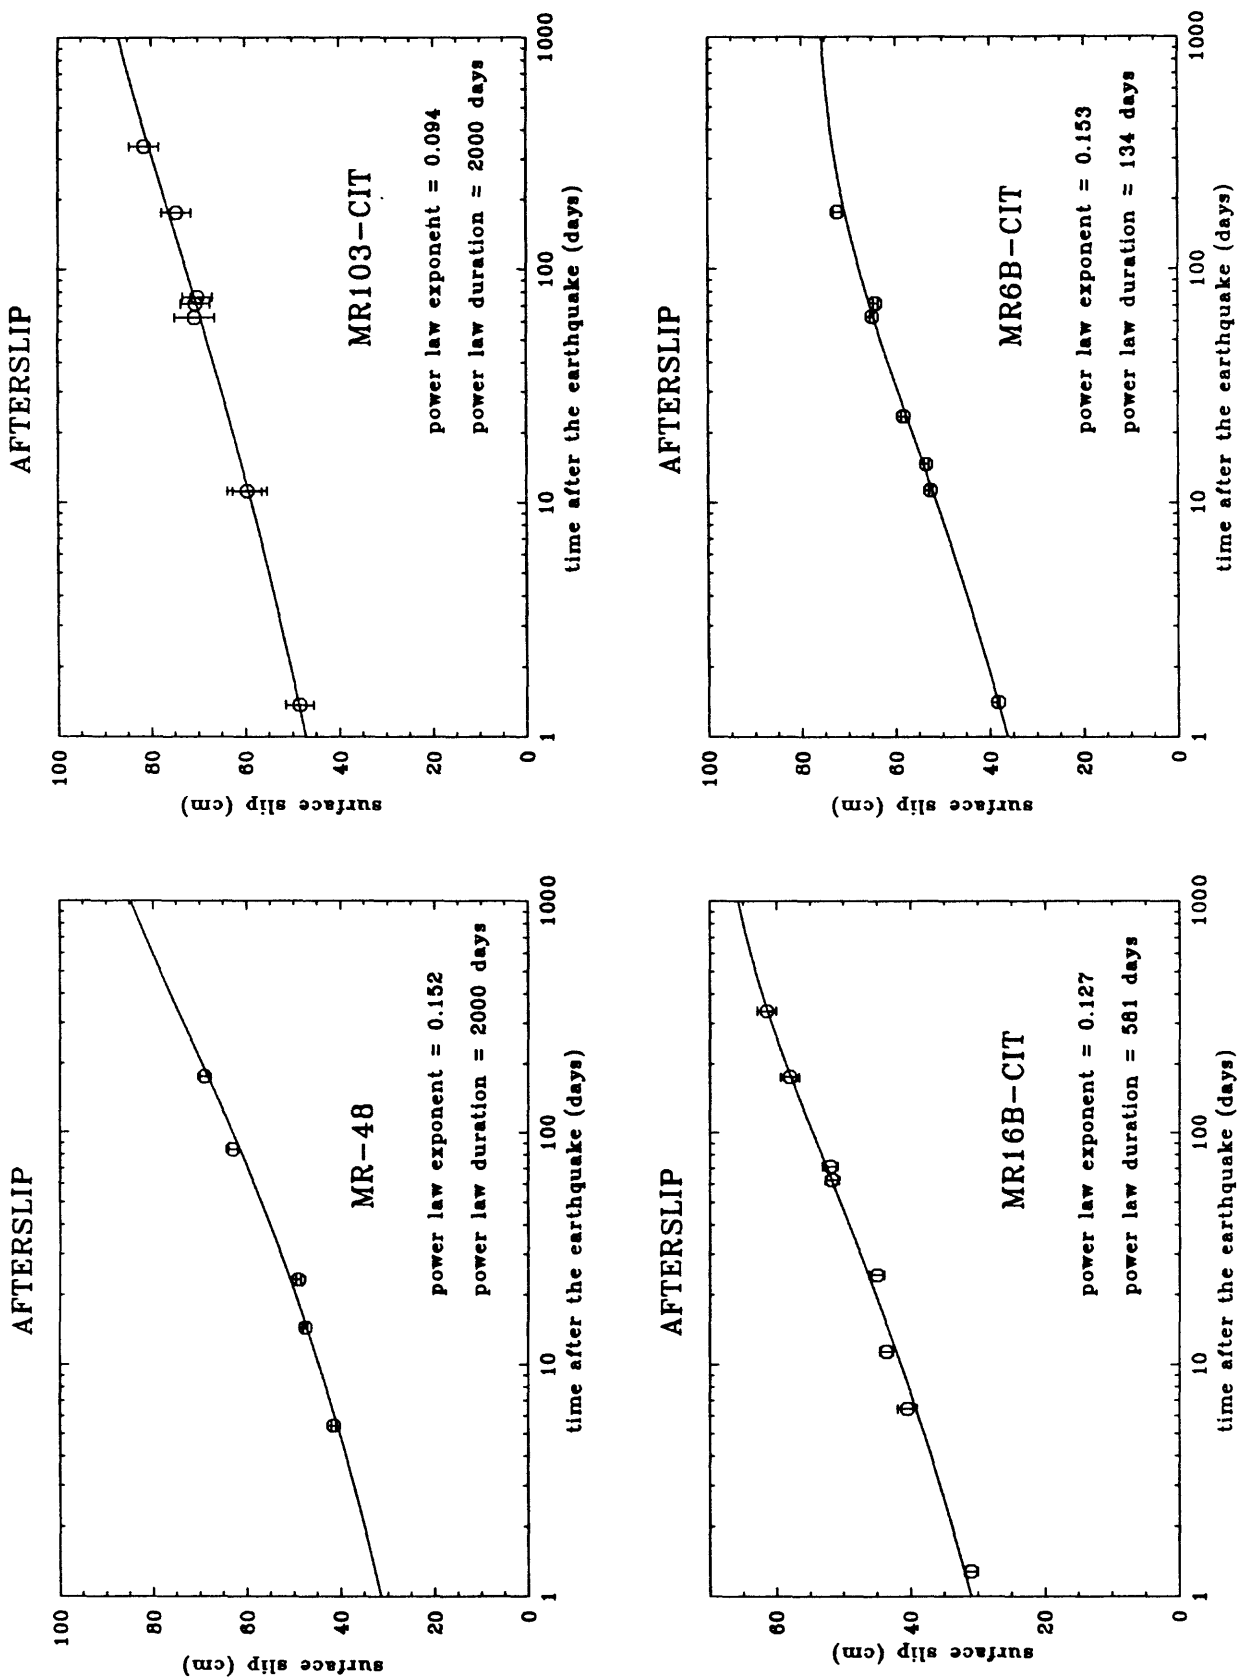 AFTERSLIP
surface slip (cm)
100
80
60
40
20
0
MR-48
power law exponent = 0.152
power law duration = 2000 days
1
10
100
1000
time after the earthquake (days)
AFTERSLIP
surface slip (cm)
100
80
60
40
20
0
MR103-CIT
power law exponent = 0.094
power law duration = 2000 days
1
10
100
1000
time after the earthquake (days)
AFTERSLIP
surface slip (cm)
60
40
20
0
MR16B-CIT
power law exponent = 0.127
power law duration = 581 days
1
10
100
1000
time after the earthquake (days)
AFTERSLIP
surface slip (cm)
100
80
60
40
20
0
MR6B-CIT
power law exponent = 0.153
power law duration = 134 days
1
10
100
1000
time after the earthquake (days)